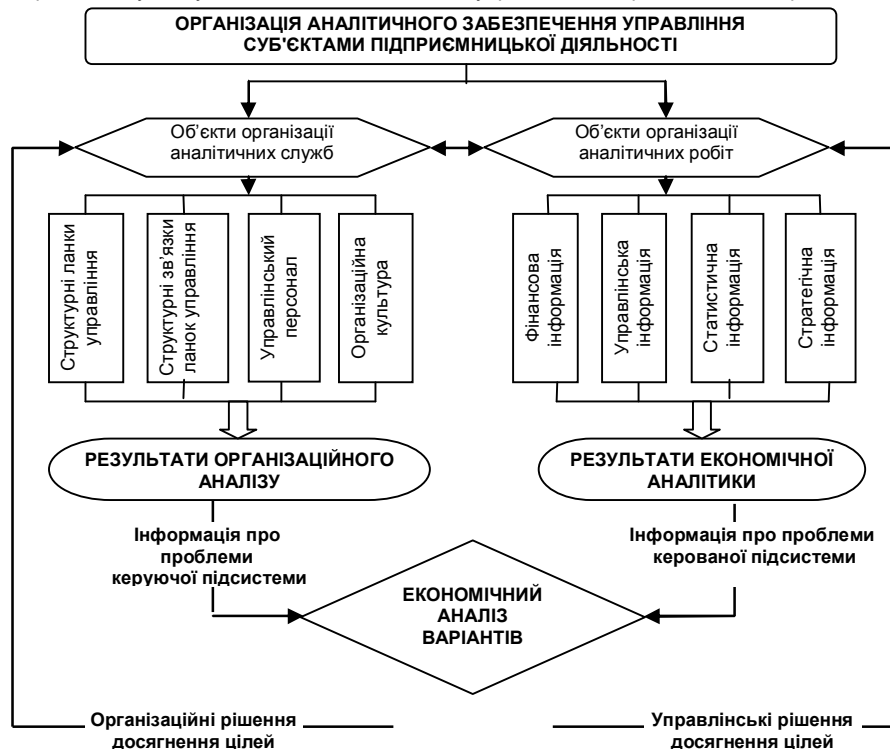 ОРГАНІЗАЦІЯ АНАЛІТИЧНОГО ЗАБЕЗПЕЧЕННЯ УПРАВЛІННЯ
СУБ'ЄКТАМИ ПІДПРИЄМНИЦЬКОЇ ДІЯЛЬНОСТІ
Об’єкти організації
аналітичних служб
Об’єкти організації
аналітичних робіт
Структурні ланки
управління
Структурні зв’язки
ланок управління
Управлінський
персонал
Організаційна
культура
Фінансова
інформація
Управлінська
інформація
Статистична
інформація
Стратегічна
інформація
РЕЗУЛЬТАТИ ОРГАНІЗАЦІЙНОГО
АНАЛІЗУ
РЕЗУЛЬТАТИ ЕКОНОМІЧНОЇ
АНАЛІТИКИ
Інформація про
проблеми
керуючої підсистеми
Інформація про проблеми
керованої підсистеми
ЕКОНОМІЧНИЙ
АНАЛІЗ
ВАРІАНТІВ
Організаційні рішення
досягнення цілей
Управлінські рішення
досягнення цілей